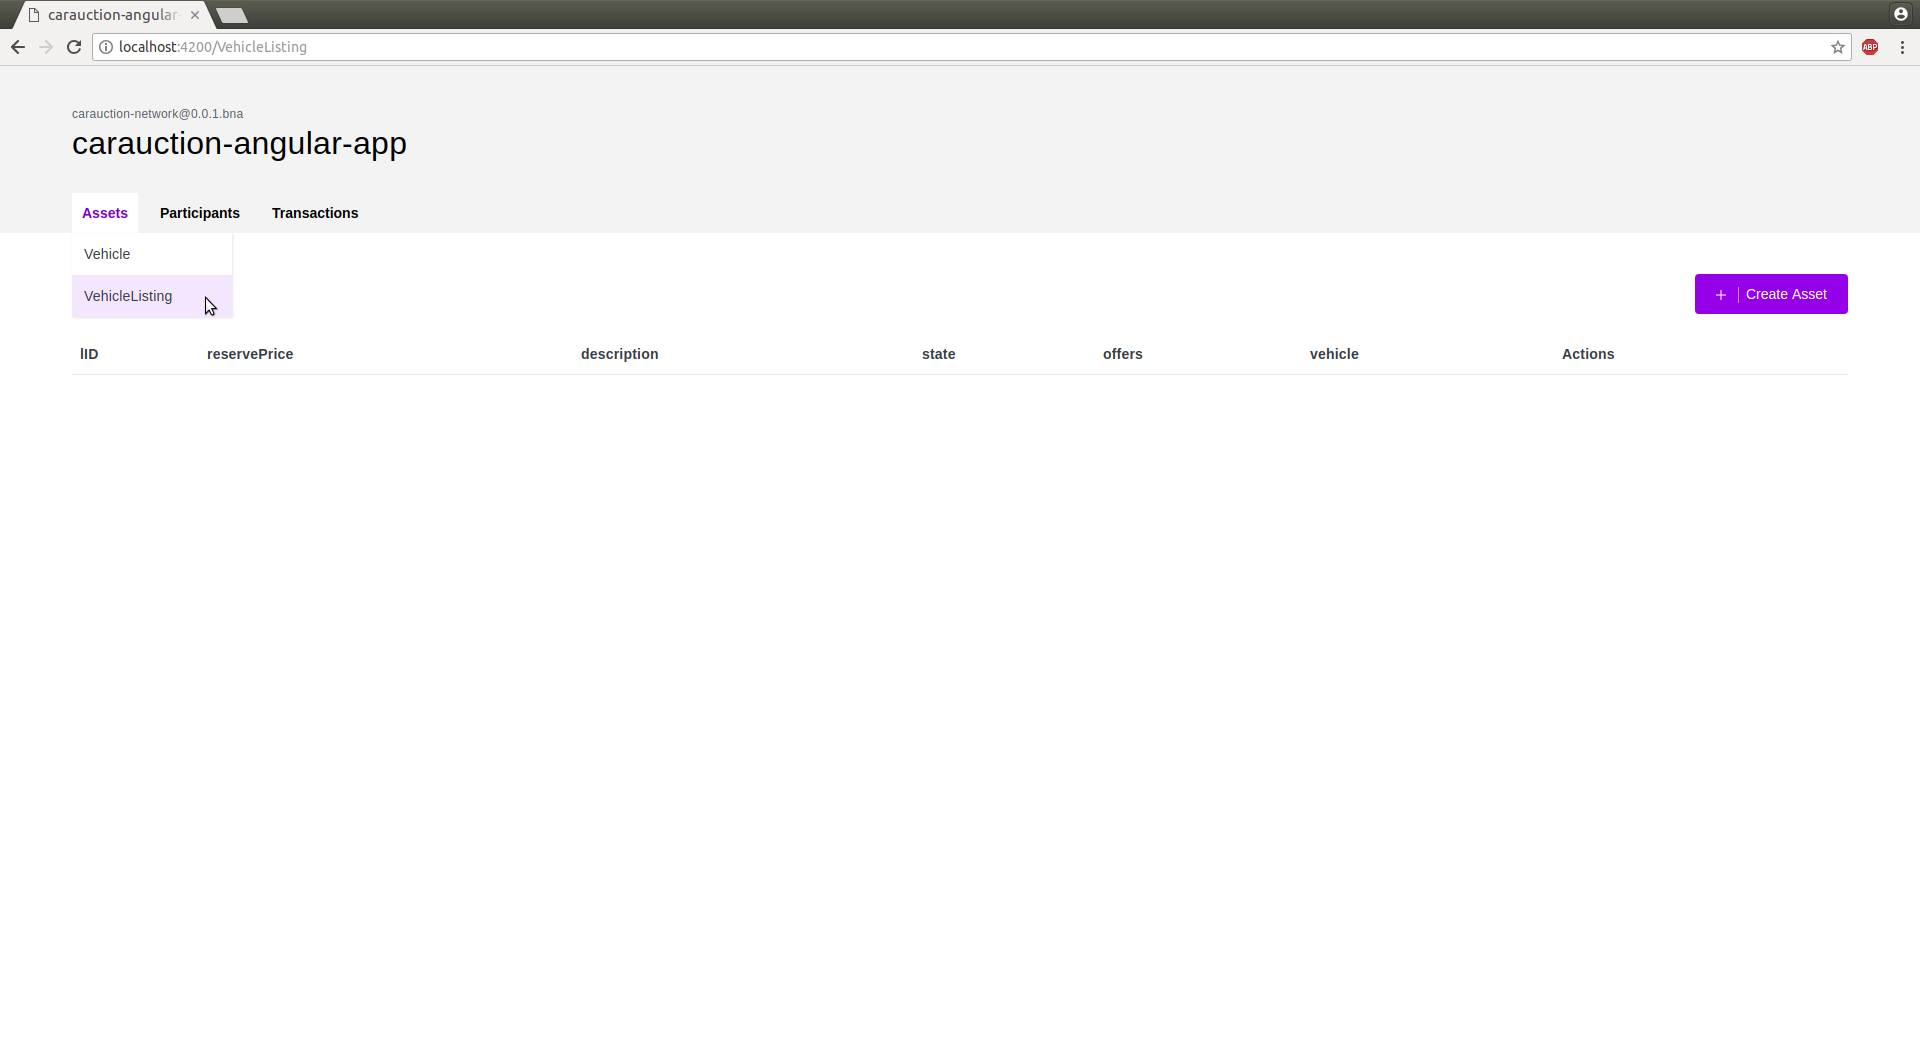 carauction-angular-
localhost:4200/VehicleListing
ABP
carauction-network@0.0.1.bna
carauction-angular-app
Assets Participants Transactions
Vehicle
VehicleListing
+ Create Asset
lID reservePrice description state offers vehicle Actions